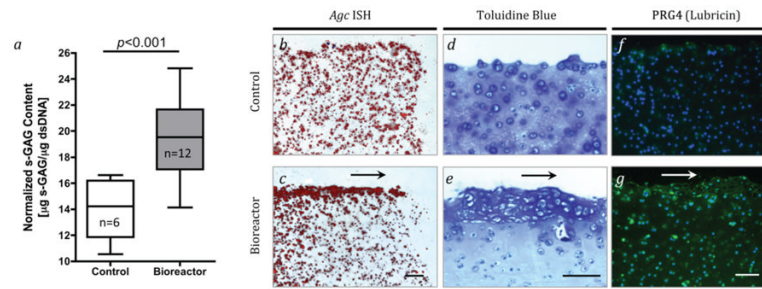 Agc ISH
Toluidine Blue
PRG4 (Lubricin)
a
p<0.001
Normalized s-GAG Content
[µg s-GAG/µg dsDNA]
26
24
22
20
18
16
14
12
10
n=12
n=6
Control
Bioreactor
Control
b
d
f
Bioreactor
c
e
g